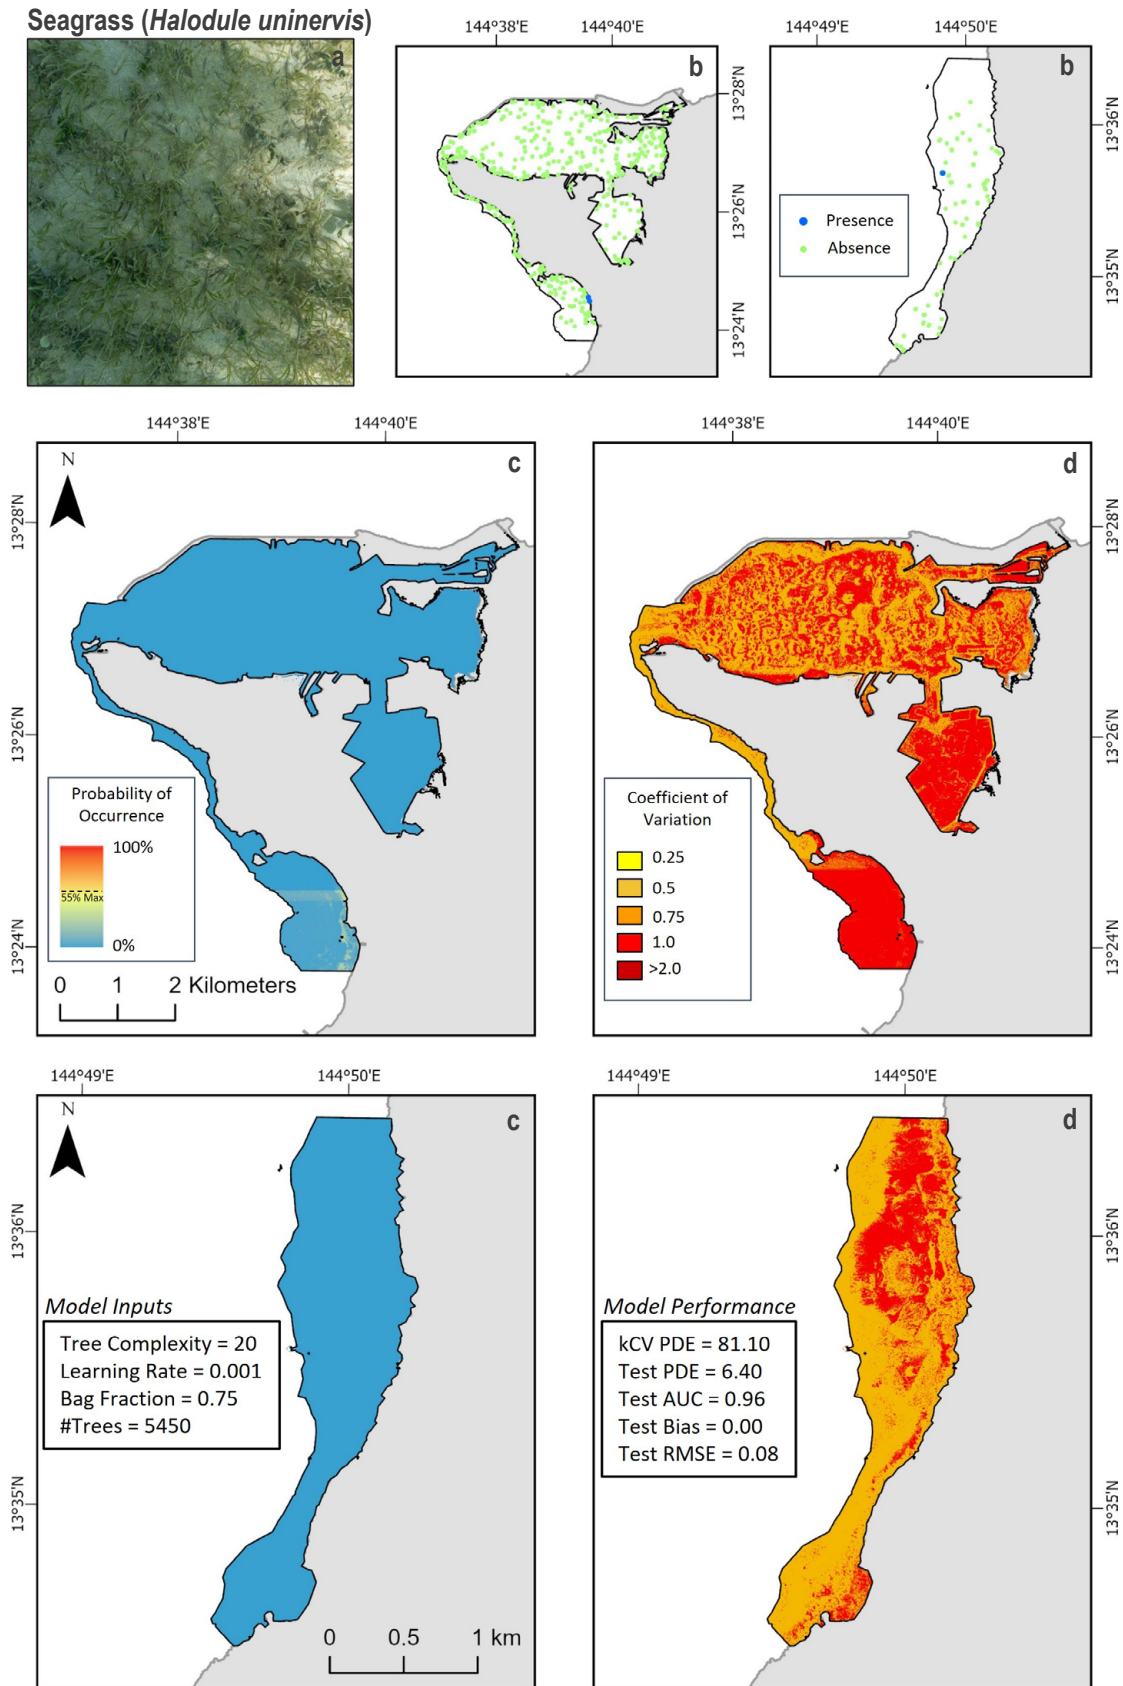 Seagrass (Halodule uninervis)
a
144°38'E
144°40'E
b
13°28'N
13°26'N
13°24'N
144°49'E
144°50'E
b
13°36'N
13°35'N
Presence
Absence
144°38'E
144°40'E
N
c
13°28'N
13°26'N
13°24'N
Probability of
Occurrence
100%
55% Max
0%
0 1 2 Kilometers
144°38'E
144°40'E
d
13°28'N
13°26'N
13°24'N
Coefficient of
Variation
0.25
0.5
0.75
1.0
>2.0
144°49'E
144°50'E
N
c
13°36'N
13°35'N
Model Inputs
Tree Complexity = 20
Learning Rate = 0.001
Bag Fraction = 0.75
#Trees = 5450
0 0.5 1 km
144°49'E
144°50'E
d
13°36'N
13°35'N
Model Performance
kCV PDE = 81.10
Test PDE = 6.40
Test AUC = 0.96
Test Bias = 0.00
Test RMSE = 0.08